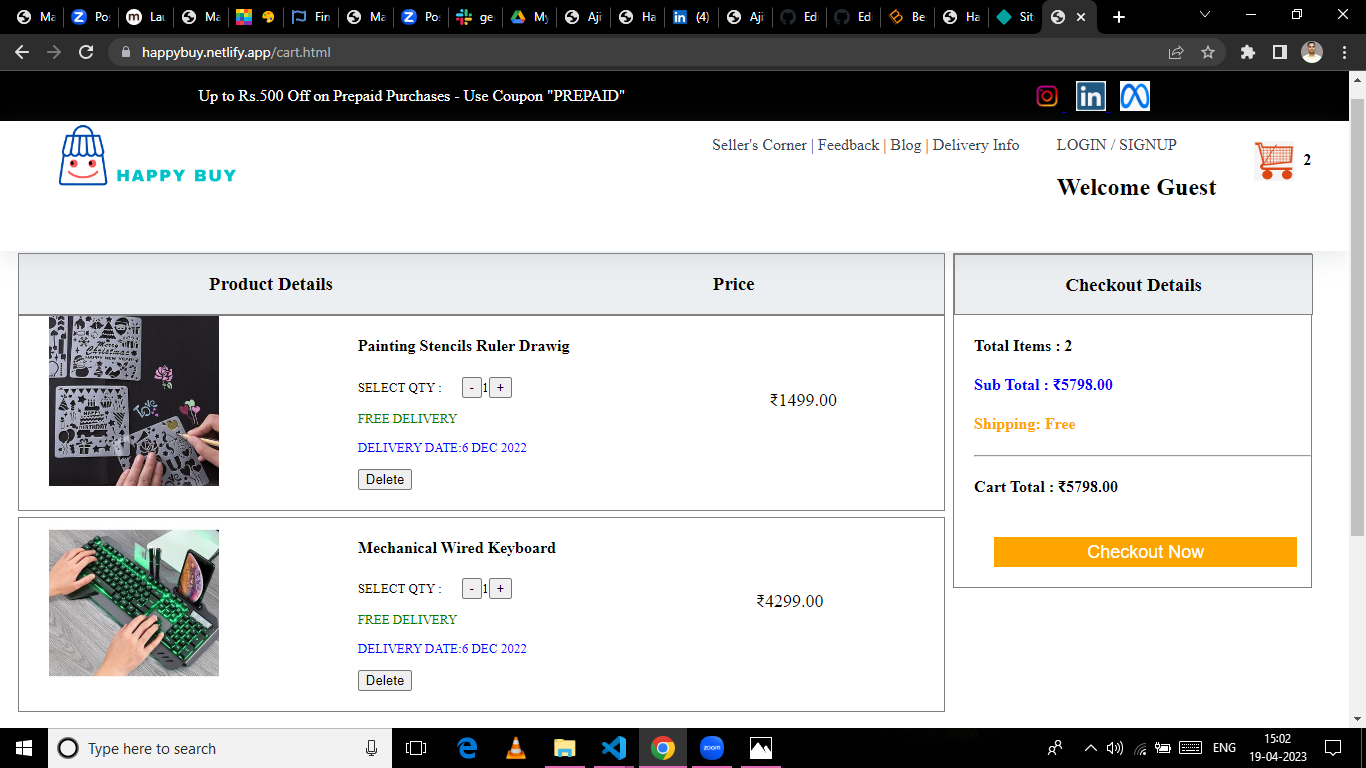 Ma
Po
Lau
Ma
Fin
Ma
Po
ge
My
Aji
Ha
(4)
Aji
Edi
Edi
Be
Ha
Site
happybuy.netlify.app/cart.html
Up to Rs.500 Off on Prepaid Purchases - Use Coupon "PREPAID"
HAPPY BUY
Seller's Corner | Feedback | Blog | Delivery Info
LOGIN / SIGNUP
2
Welcome Guest
Product Details Price
Painting Stencils Ruler Drawig
SELECT QTY : - 1 +
FREE DELIVERY
DELIVERY DATE:6 DEC 2022
Delete
₹1499.00
Mechanical Wired Keyboard
SELECT QTY : - 1 +
FREE DELIVERY
DELIVERY DATE:6 DEC 2022
Delete
₹4299.00
Checkout Details
Total Items : 2
Sub Total : ₹5798.00
Shipping: Free
Cart Total : ₹5798.00
Checkout Now
Type here to search
zoom
ENG
15:02
19-04-2023